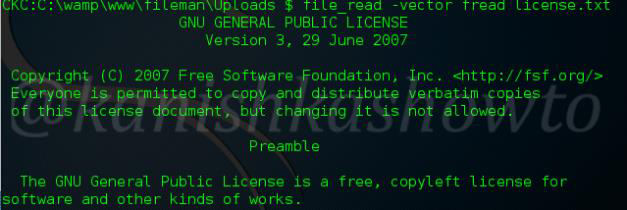 CKC:C:\wamp\www\fileman\Uploads $ file_read -vector fread license.txt
GNU GENERAL PUBLIC LICENSE
Version 3, 29 June 2007
Copyright (C) 2007 Free Software Foundation, Inc. <http://fsf.org/>
Everyone is permitted to copy and distribute verbatim copies
of this license document, but changing it is not allowed.
@kanishkashowto
Preamble
The GNU General Public License is a free, copyleft license for
software and other kinds of works.